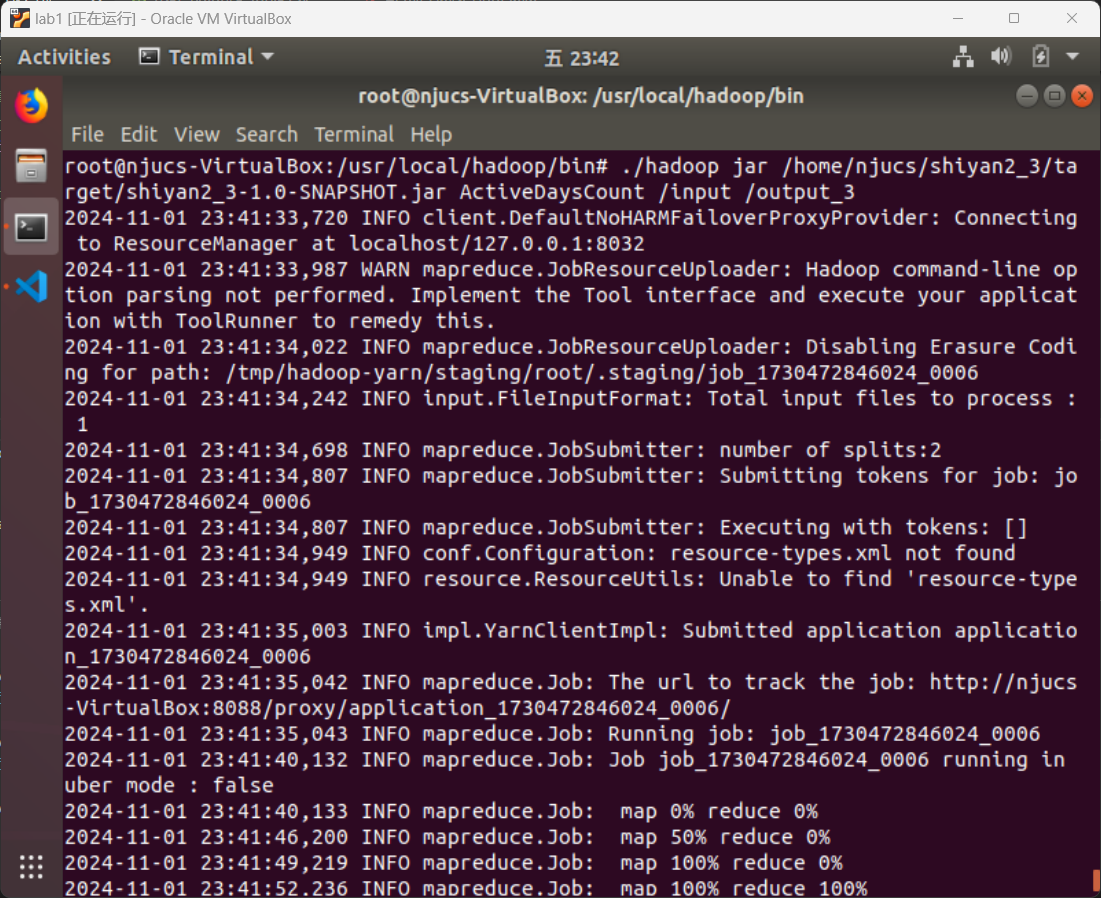 lab1 [正在运行] - Oracle VM VirtualBox
Activities Terminal 五 23:42
root@njucs-VirtualBox: /usr/local/hadoop/bin
File Edit View Search Terminal Help
root@njucs-VirtualBox:/usr/local/hadoop/bin# ./hadoop jar /home/njucs/shiyan2_3/ta
rget/shiyan2_3-1.0-SNAPSHOT.jar ActiveDaysCount /input /output_3
2024-11-01 23:41:33,720 INFO client.DefaultNoHARMFailoverProxyProvider: Connecting
 to ResourceManager at localhost/127.0.0.1:8032
2024-11-01 23:41:33,987 WARN mapreduce.JobResourceUploader: Hadoop command-line op
tion parsing not performed. Implement the Tool interface and execute your applicat
ion with ToolRunner to remedy this.
2024-11-01 23:41:34,022 INFO mapreduce.JobResourceUploader: Disabling Erasure Codi
ng for path: /tmp/hadoop-yarn/staging/root/.staging/job_1730472846024_0006
2024-11-01 23:41:34,242 INFO input.FileInputFormat: Total input files to process :
 1
2024-11-01 23:41:34,698 INFO mapreduce.JobSubmitter: number of splits:2
2024-11-01 23:41:34,807 INFO mapreduce.JobSubmitter: Submitting tokens for job: jo
b_1730472846024_0006
2024-11-01 23:41:34,807 INFO mapreduce.JobSubmitter: Executing with tokens: []
2024-11-01 23:41:34,949 INFO conf.Configuration: resource-types.xml not found
2024-11-01 23:41:34,949 INFO resource.ResourceUtils: Unable to find 'resource-type
s.xml'.
2024-11-01 23:41:35,003 INFO impl.YarnClientImpl: Submitted application applicatio
n_1730472846024_0006
2024-11-01 23:41:35,042 INFO mapreduce.Job: The url to track the job: http://njucs
-VirtualBox:8088/proxy/application_1730472846024_0006/
2024-11-01 23:41:35,043 INFO mapreduce.Job: Running job: job_1730472846024_0006
2024-11-01 23:41:40,132 INFO mapreduce.Job: Job job_1730472846024_0006 running in
uber mode : false
2024-11-01 23:41:40,133 INFO mapreduce.Job:  map 0% reduce 0%
2024-11-01 23:41:46,200 INFO mapreduce.Job:  map 50% reduce 0%
2024-11-01 23:41:49,219 INFO mapreduce.Job:  map 100% reduce 0%
2024-11-01 23:41:52.236 INFO mapreduce.Job:  map 100% reduce 100%